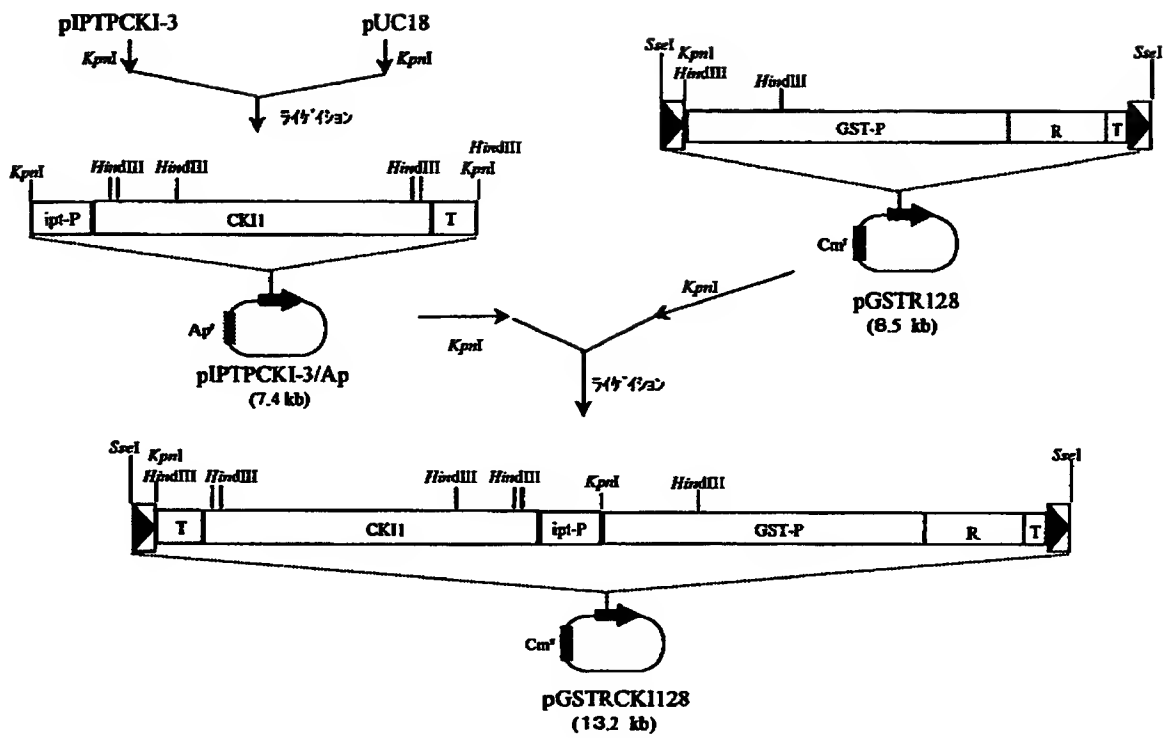 pIPTPCKI-3
pUC18
KpnI
KpnI
ライゲイション
KpnI
HindIII
HindIII
HindIII
HindIII
KpnI
ipt-P
CKI1
T
Apʳ
pIPTPCKI-3/Ap
(7.4 kb)
SseI
KpnI
HindIII
HindIII
SseI
GST-P
R
T
Cmʳ
pGSTR128
(8.5 kb)
KpnI
KpnI
ライゲイション
SseI
KpnI
HindIII
HindIII
HindIII
HindIII
KpnI
HindIII
SseI
T
CKI1
ipt-P
GST-P
R
T
Cmʳ
pGSTRCKI128
(13.2 kb)